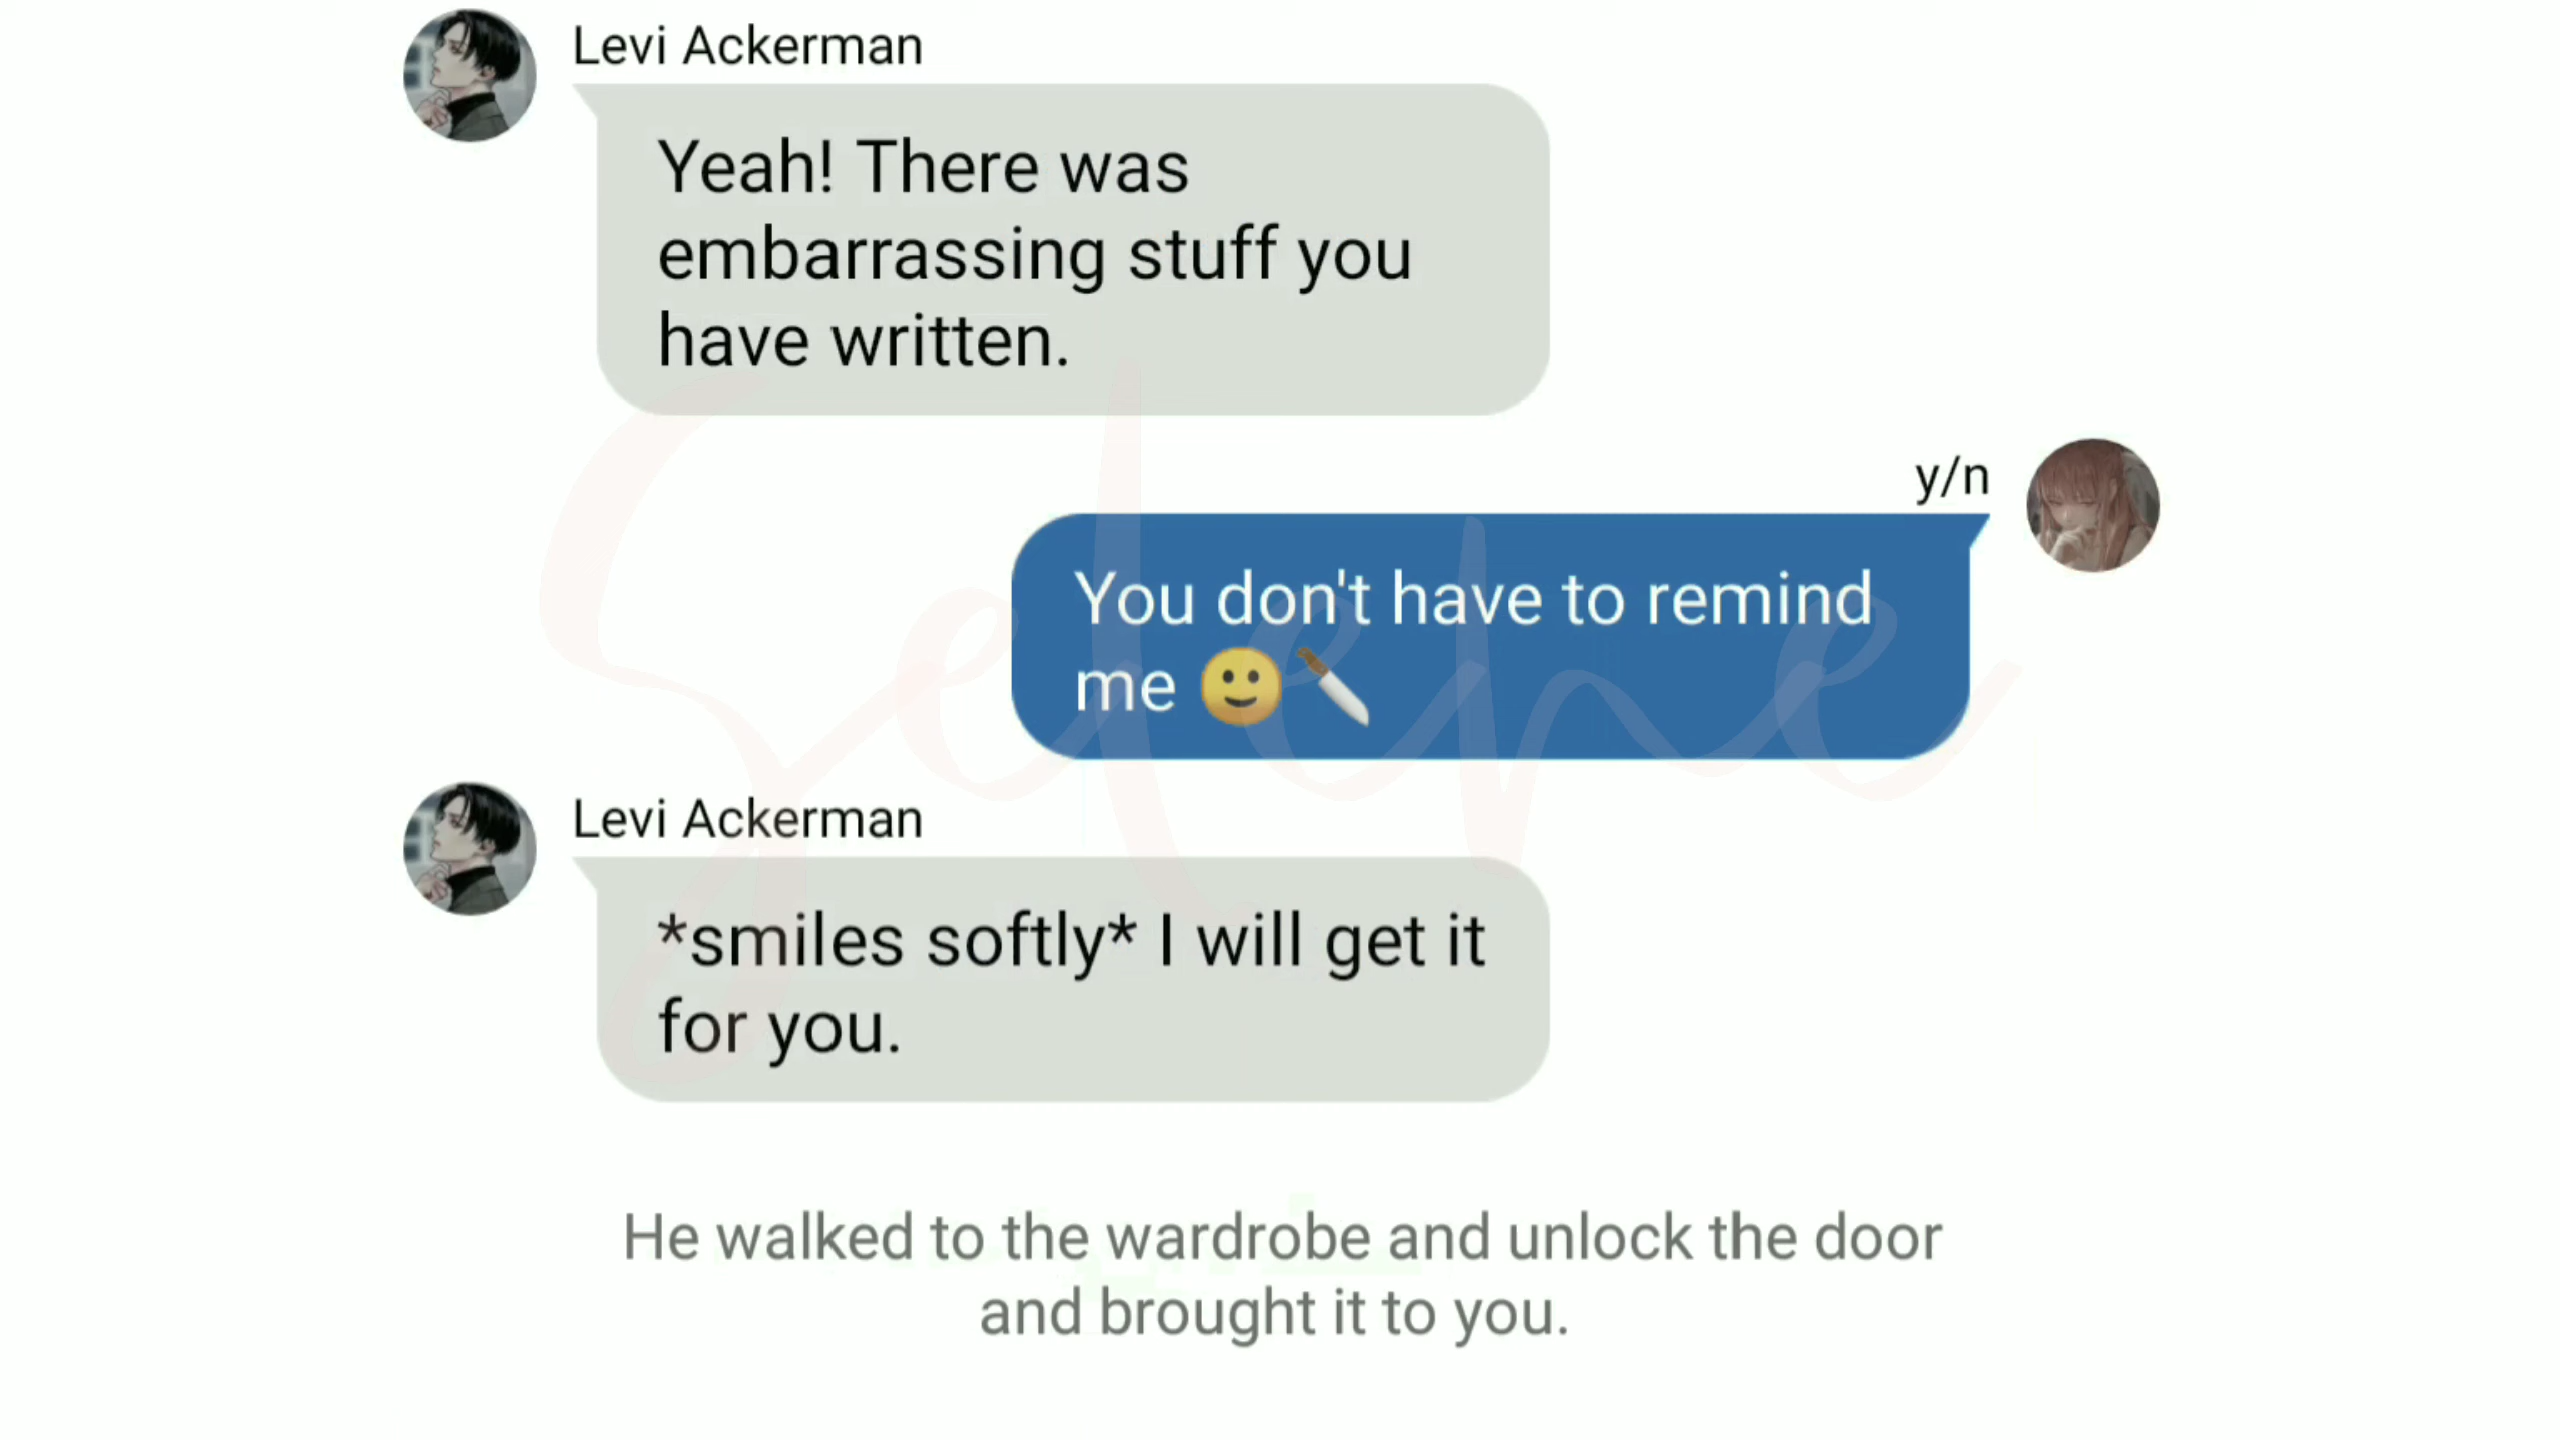 Levi Ackerman
Yeah! There was
embarrassing stuff you
have written.
y/n
You don't have to remind
me 🙂🔪
Levi Ackerman
*smiles softly* I will get it
for you.
He walked to the wardrobe and unlock the door
and brought it to you.
Selene